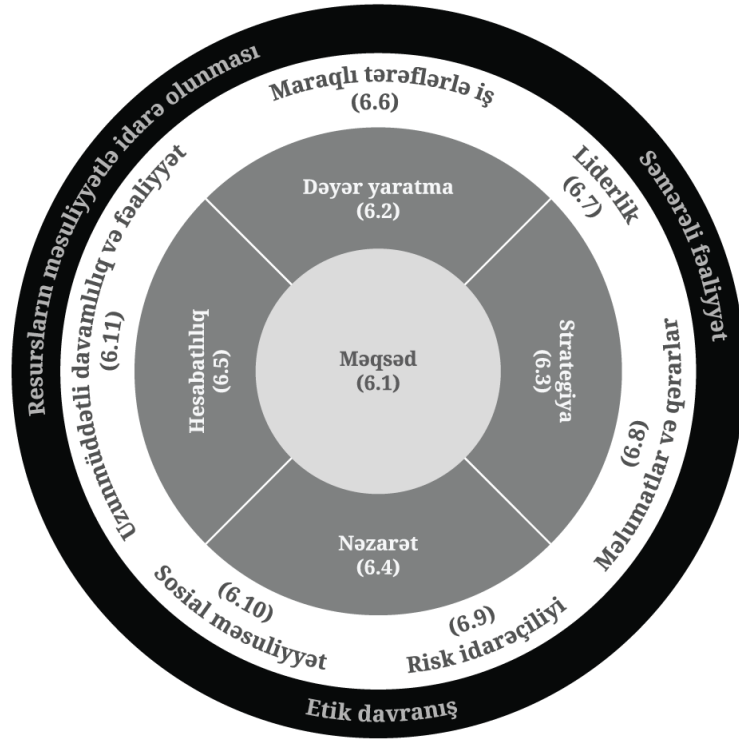 Resursların məsuliyyətlə idarə olunması
Səmərəli fəaliyyət
Etik davranış
Maraqlı tərəflərlə iş
(6.6)
Liderlik
(6.7)
Məlumatlar və qərarlar
(6.8)
Risk idarəçiliyi
(6.9)
Sosial məsuliyyət
(6.10)
Uzunmüddətli davamlılıq və fəaliyyət
(6.11)
Dəyər yaratma
(6.2)
Strategiya
(6.3)
Nəzarət
(6.4)
Hesabatlılıq
(6.5)
Məqsəd
(6.1)